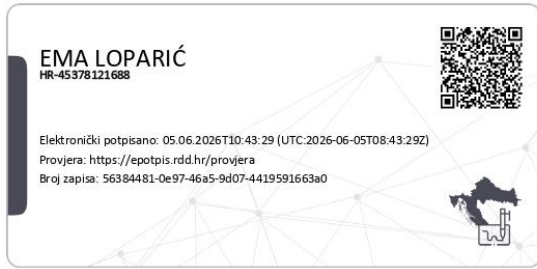 EMA LOPARIĆ
HR-45378121688
Elektronički potpisano: 05.06.2026T10:43:29 (UTC:2026-06-05T08:43:29Z)
Provjera: https://epotpis.rdd.hr/provjera
Broj zapisa: 56384481-0e97-46a5-9d07-4419591663a0